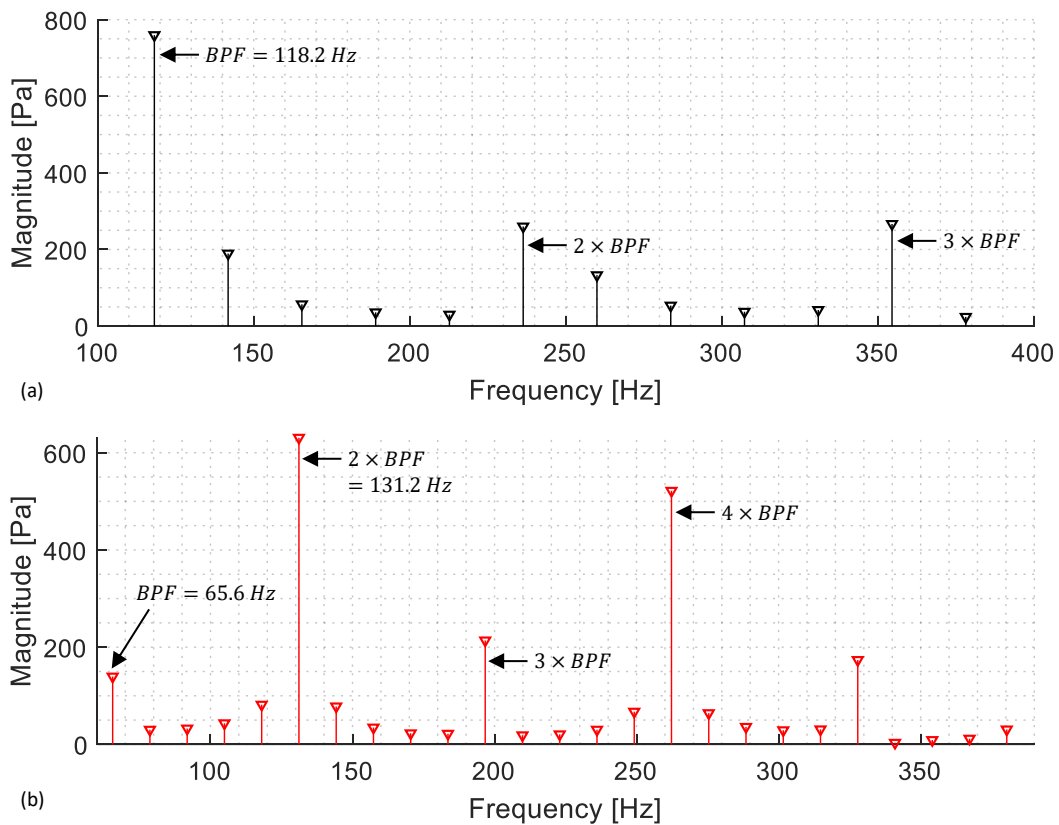 800
600
400
200
0
Magnitude [Pa]
BPF = 118.2 Hz
2 × BPF
3 × BPF
100
150
200
250
300
350
400
Frequency [Hz]
(a)
600
400
200
0
Magnitude [Pa]
2 × BPF
= 131.2 Hz
4 × BPF
BPF = 65.6 Hz
3 × BPF
100
150
200
250
300
350
Frequency [Hz]
(b)